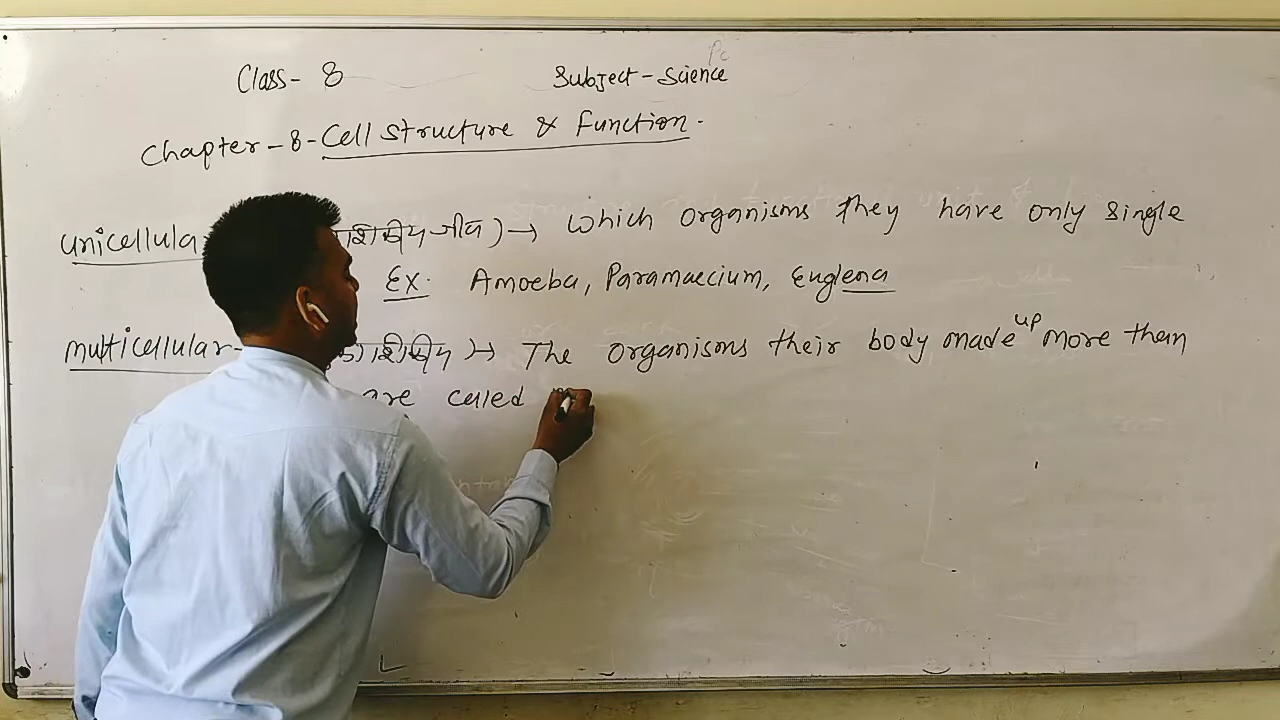 Class- 8 Subject-Science
Chapter-8-Cell Structure & Function.
unicellula जीव) → which organisms they have only single
Ex. Amoeba, Paramaecium, Euglena
multicellular- → The organisms their body made up more than
are called